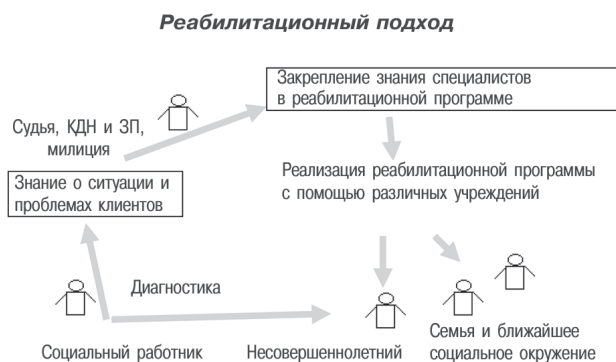 Реабилитационный подход
Закрепление знания специалистов
в реабилитационной программе
Судья, КДН и ЗП,
милиция
Знание о ситуации и
проблемах клиентов
Реализация реабилитационной программы
с помощью различных учреждений
Диагностика
Социальный работник
Несовершеннолетний
Семья и ближайшее
социальное окружение